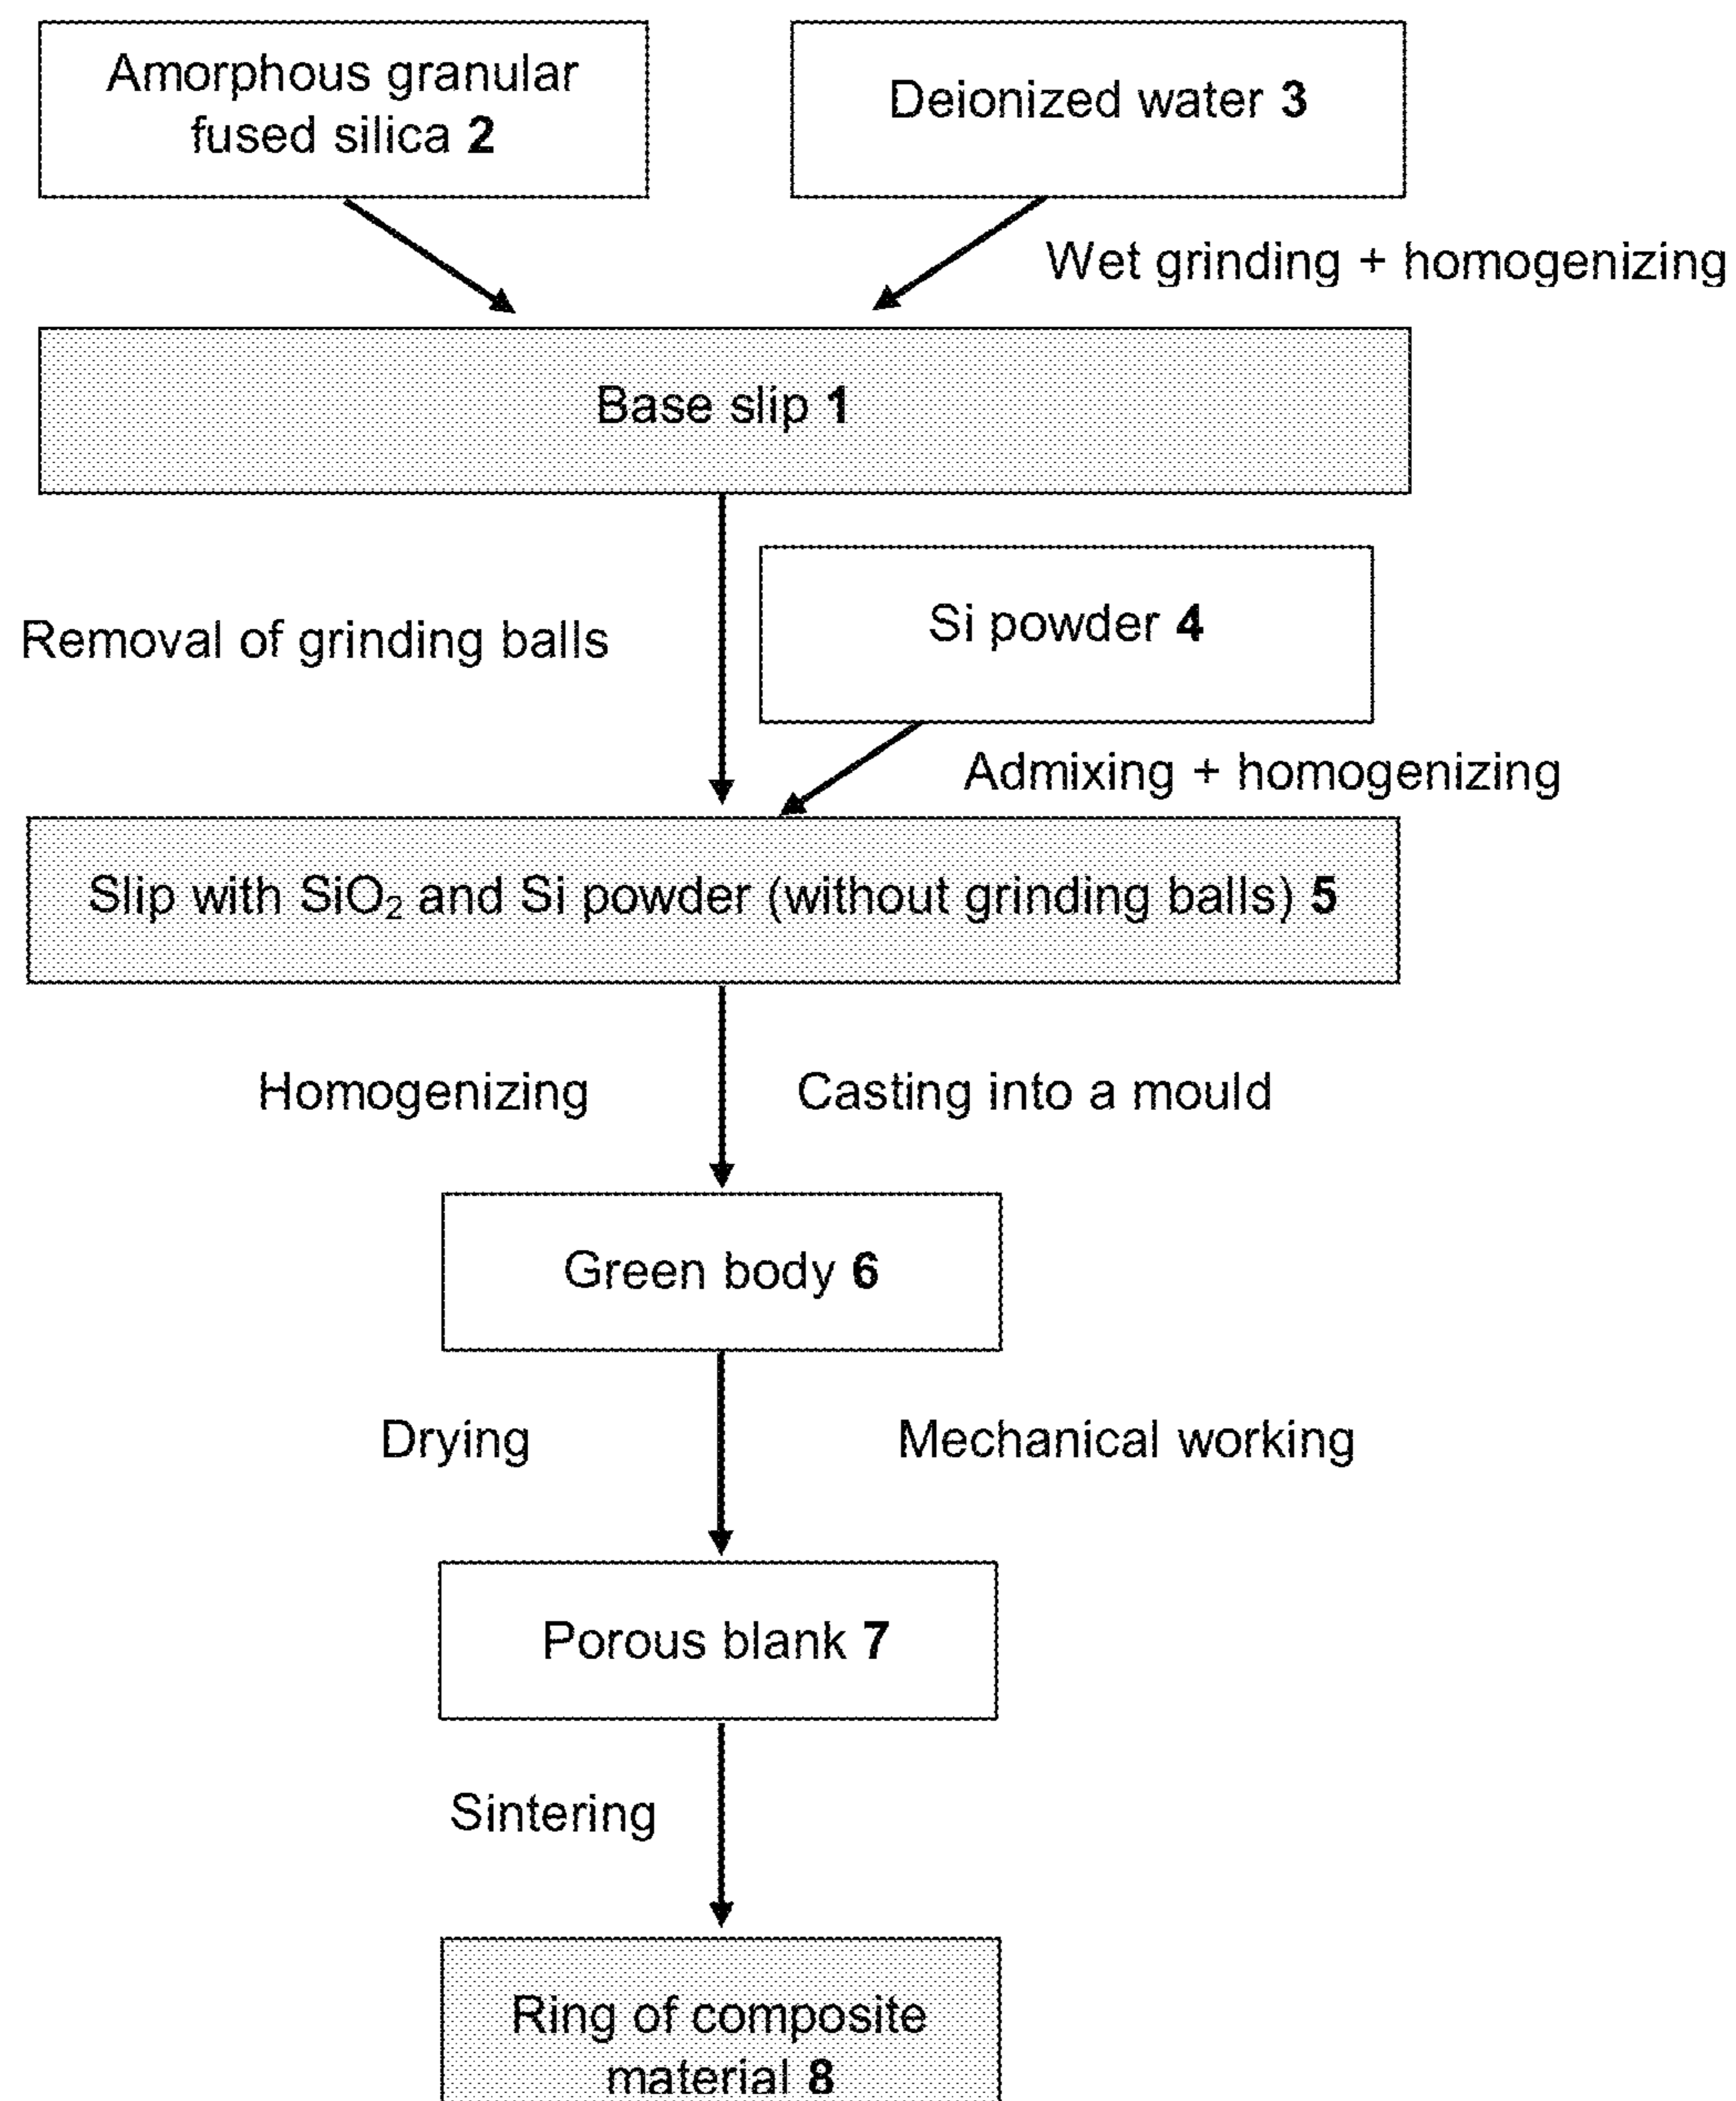 Amorphous granular
fused silica 2
Deionized water 3
Wet grinding + homogenizing
Base slip 1
Removal of grinding balls
Si powder 4
Admixing + homogenizing
Slip with SiO₂ and Si powder (without grinding balls) 5
Homogenizing
Casting into a mould
Green body 6
Drying
Mechanical working
Porous blank 7
Sintering
Ring of composite
material 8